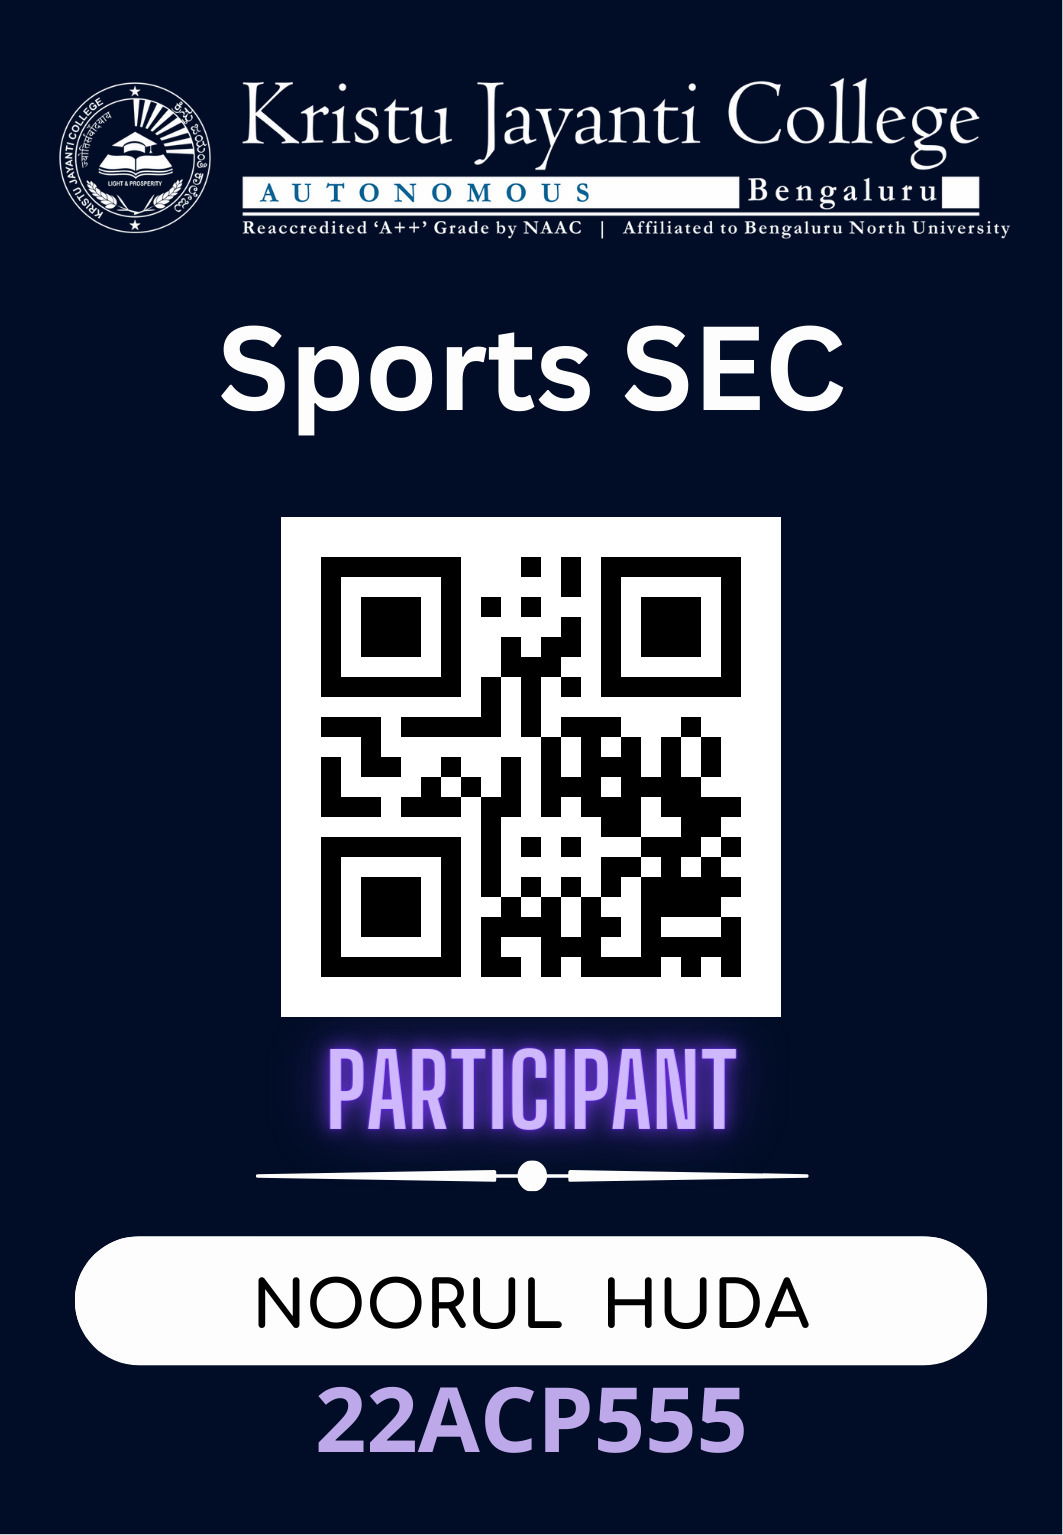 KRISTU JAYANTI COLLEGE
ज्योतिसंवादयाय
LIGHT & PROSPERITY
Kristu Jayanti College
AUTONOMOUS Bengaluru
Reaccredited ‘A++’ Grade by NAAC | Affiliated to Bengaluru North University
Sports SEC
PARTICIPANT
NOORUL HUDA
22ACP555